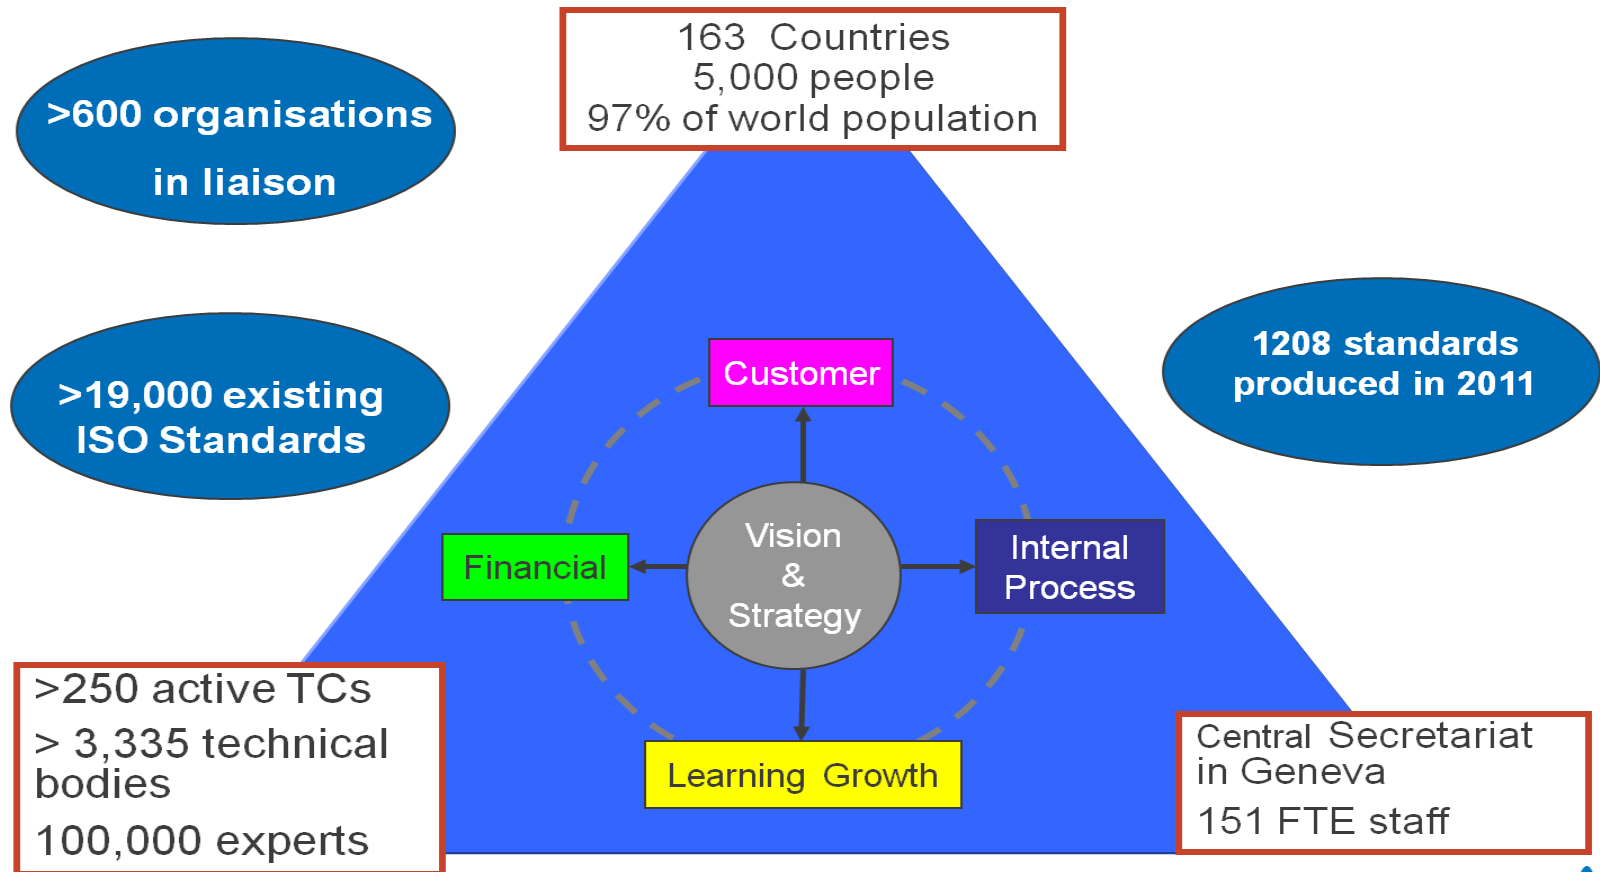 163 Countries
5,000 people
97% of world population
>600 organisations
in liaison
>19,000 existing
ISO Standards
1208 standards
produced in 2011
Customer
Financial
Vision
&
Strategy
Internal
Process
Learning Growth
>250 active TCs
> 3,335 technical
bodies
100,000 experts
Central Secretariat
in Geneva
151 FTE staff